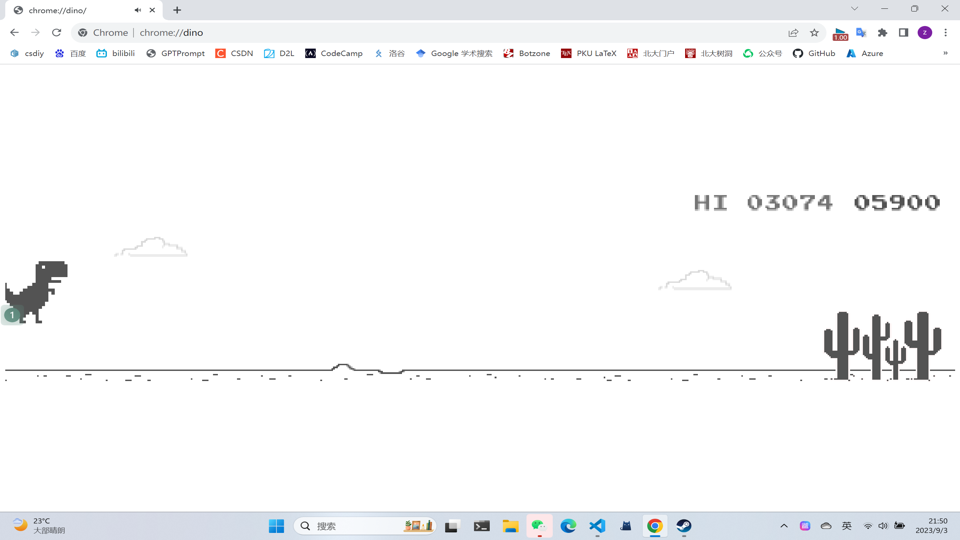 chrome://dino/
Chrome | chrome://dino
1.00
z
csdiy 百度 bilibili GPTPrompt CSDN D2L CodeCamp 洛谷 Google 学术搜索 Botzone PKU LaTeX 北大门户 北大树洞 公众号 GitHub Azure »
HI 03074 05900
1
23°C
大部晴朗
搜索
英
21:50
2023/9/3